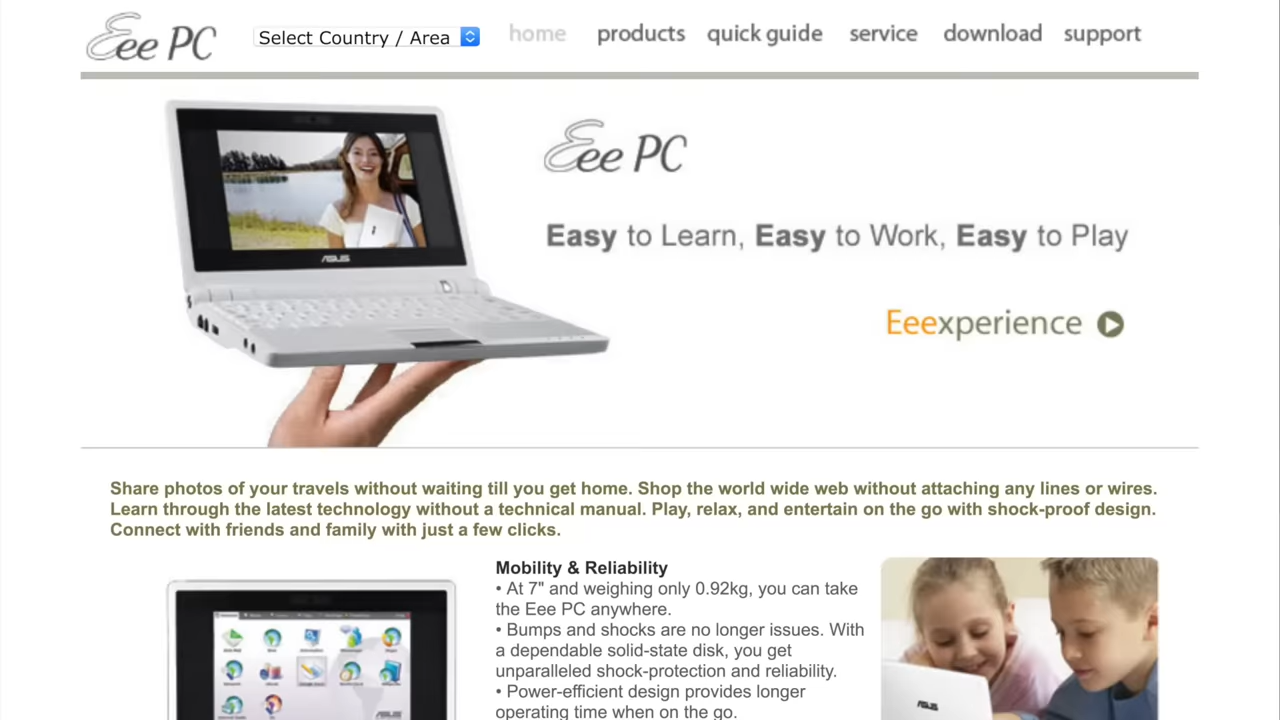 Eee PC
Select Country / Area
home
products
quick guide
service
download
support
ASUS
Eee PC
Easy to Learn, Easy to Work, Easy to Play
Eeexperience
Share photos of your travels without waiting till you get home. Shop the world wide web without attaching any lines or wires.
Learn through the latest technology without a technical manual. Play, relax, and entertain on the go with shock-proof design.
Connect with friends and family with just a few clicks.
Mobility & Reliability
• At 7" and weighing only 0.92kg, you can take
the Eee PC anywhere.
• Bumps and shocks are no longer issues. With
a dependable solid-state disk, you get
unparalleled shock-protection and reliability.
• Power-efficient design provides longer
operating time when on the go.
ASUS
ASUS